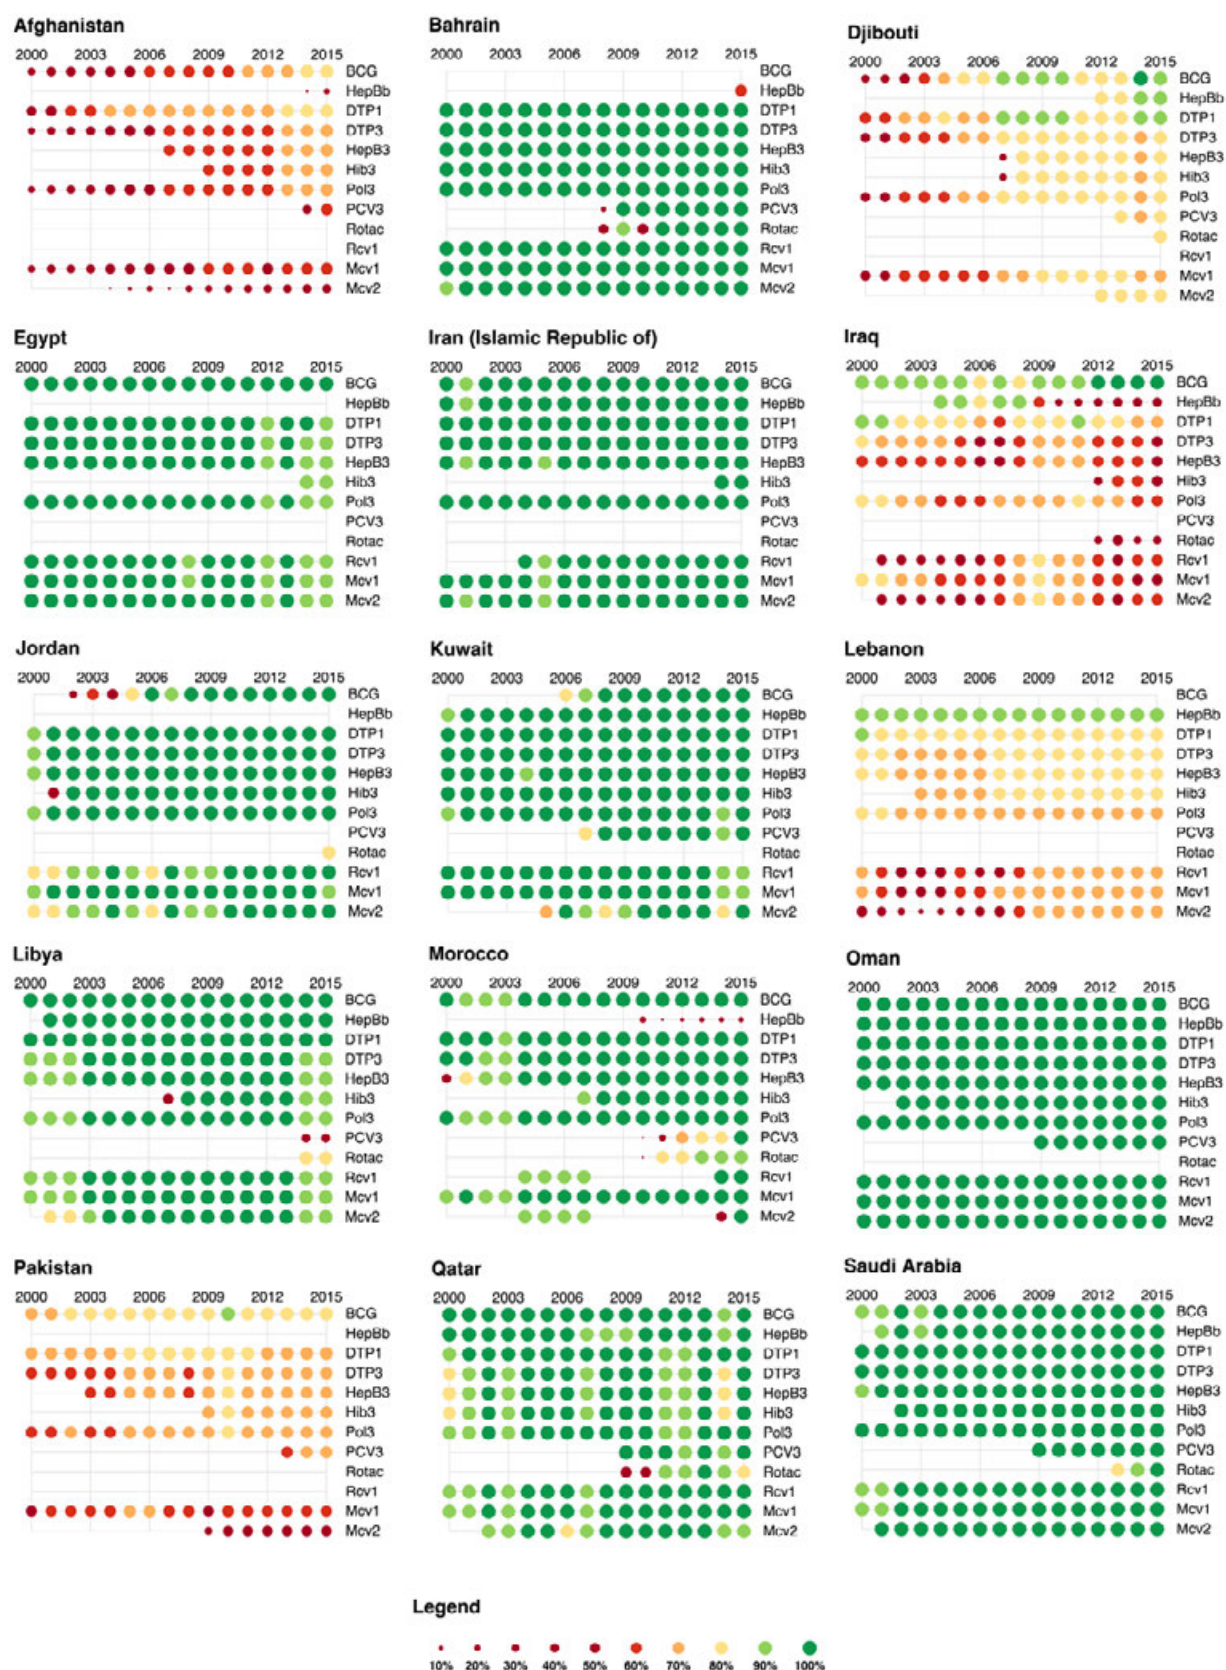 Afghanistan
2000 2003 2006 2009 2012 2015
BCG
HepBb
DTP1
DTP3
HepB3
Hib3
Pol3
PCV3
Rotac
Rcv1
Mcv1
Mcv2
Bahrain
2000 2003 2006 2009 2012 2015
BCG
HepBb
DTP1
DTP3
HepB3
Hib3
Pol3
PCV3
Rotac
Rcv1
Mcv1
Mcv2
Djibouti
2000 2003 2006 2009 2012 2015
BCG
HepBb
DTP1
DTP3
HepB3
Hib3
Pol3
PCV3
Rotac
Rcv1
Mcv1
Mcv2
Egypt
2000 2003 2006 2009 2012 2015
BCG
HepBb
DTP1
DTP3
HepB3
Hib3
Pol3
PCV3
Rotac
Rcv1
Mcv1
Mcv2
Iran (Islamic Republic of)
2000 2003 2006 2009 2012 2015
BCG
HepBb
DTP1
DTP3
HepB3
Hib3
Pol3
PCV3
Rotac
Rcv1
Mcv1
Mcv2
Iraq
2000 2003 2006 2009 2012 2015
BCG
HepBb
DTP1
DTP3
HepB3
Hib3
Pol3
PCV3
Rotac
Rcv1
Mcv1
Mcv2
Jordan
2000 2003 2006 2009 2012 2015
BCG
HepBb
DTP1
DTP3
HepB3
Hib3
Pol3
PCV3
Rotac
Rcv1
Mcv1
Mcv2
Kuwait
2000 2003 2006 2009 2012 2015
BCG
HepBb
DTP1
DTP3
HepB3
Hib3
Pol3
PCV3
Rotac
Rcv1
Mcv1
Mcv2
Lebanon
2000 2003 2006 2009 2012 2015
BCG
HepBb
DTP1
DTP3
HepB3
Hib3
Pol3
PCV3
Rotac
Rcv1
Mcv1
Mcv2
Libya
2000 2003 2006 2009 2012 2015
BCG
HepBb
DTP1
DTP3
HepB3
Hib3
Pol3
PCV3
Rotac
Rcv1
Mcv1
Mcv2
Morocco
2000 2003 2006 2009 2012 2015
BCG
HepBb
DTP1
DTP3
HepB3
Hib3
Pol3
PCV3
Rotac
Rcv1
Mcv1
Mcv2
Oman
2000 2003 2006 2009 2012 2015
BCG
HepBb
DTP1
DTP3
HepB3
Hib3
Pol3
PCV3
Rotac
Rcv1
Mcv1
Mcv2
Pakistan
2000 2003 2006 2009 2012 2015
BCG
HepBb
DTP1
DTP3
HepB3
Hib3
Pol3
PCV3
Rotac
Rcv1
Mcv1
Mcv2
Qatar
2000 2003 2006 2009 2012 2015
BCG
HepBb
DTP1
DTP3
HepB3
Hib3
Pol3
PCV3
Rotac
Rcv1
Mcv1
Mcv2
Saudi Arabia
2000 2003 2006 2009 2012 2015
BCG
HepBb
DTP1
DTP3
HepB3
Hib3
Pol3
PCV3
Rotac
Rcv1
Mcv1
Mcv2
Legend
10% 20% 30% 40% 50% 60% 70% 80% 90% 100%